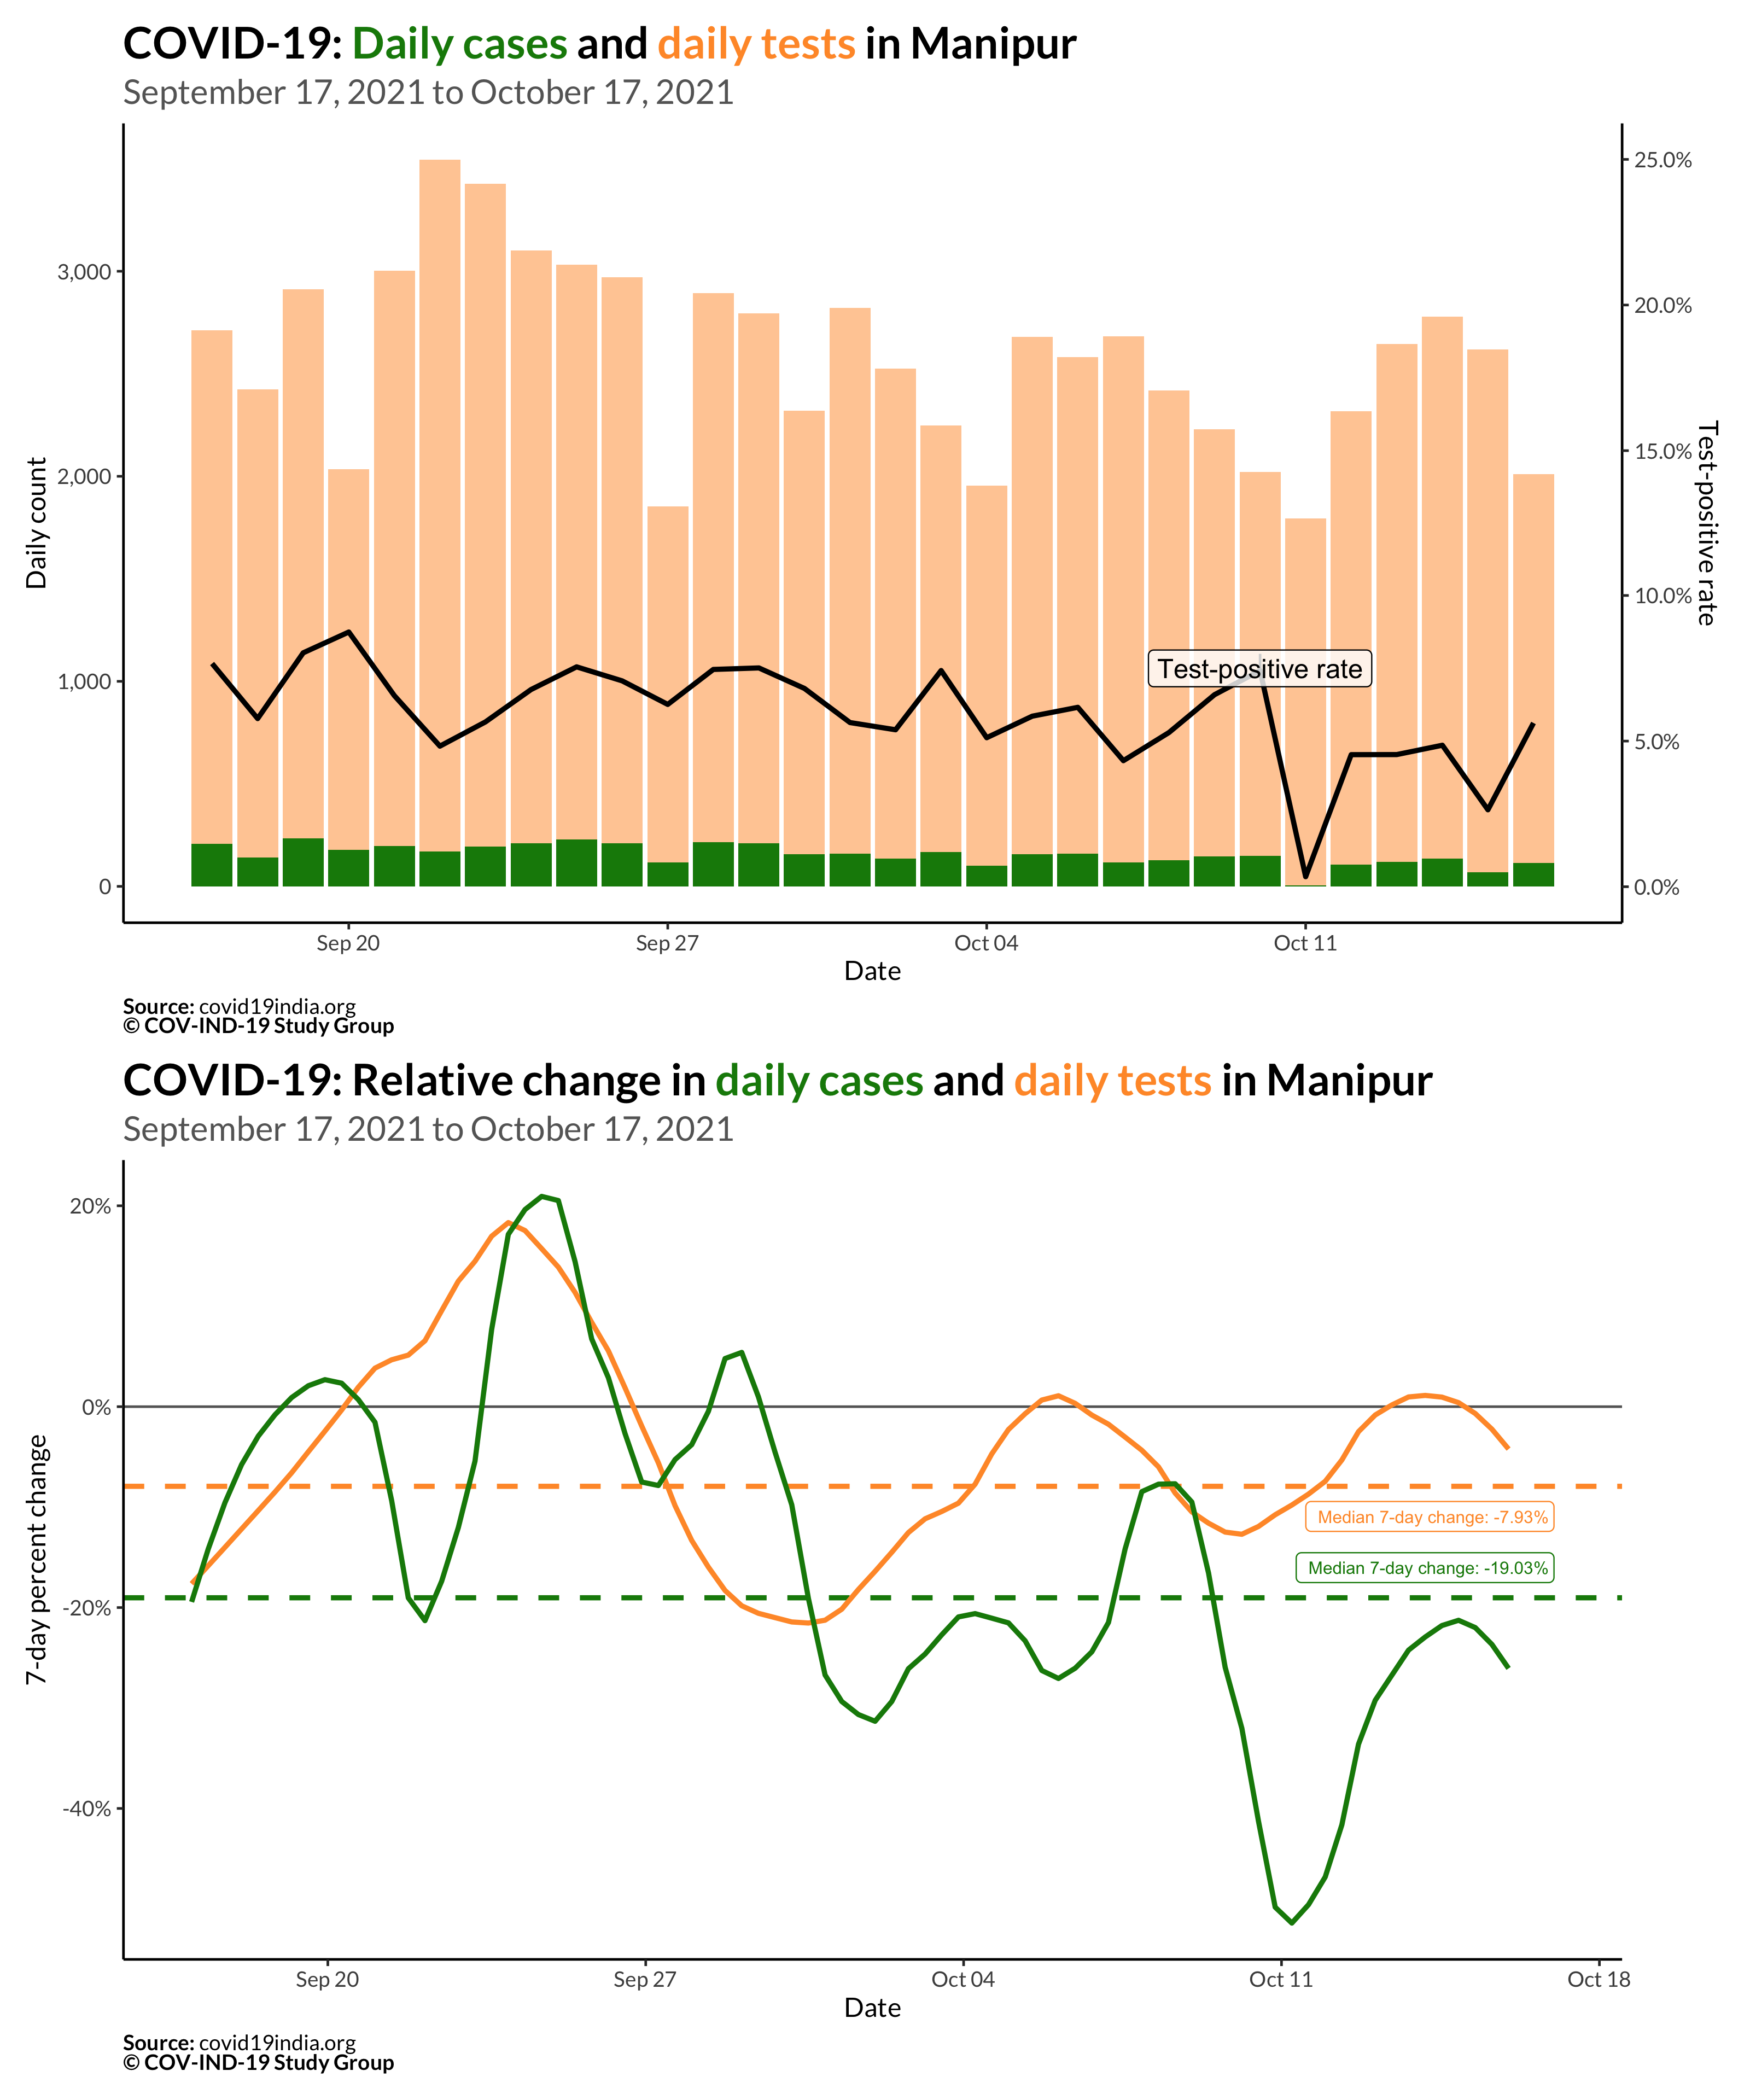 COVID-19: Daily cases and daily tests in Manipur
September 17, 2021 to October 17, 2021
Daily count
3,000
2,000
1,000
0
25.0%
20.0%
15.0%
10.0%
5.0%
0.0%
Test-positive rate
Test-positive rate
Sep 20
Sep 27
Oct 04
Oct 11
Date
Source: covid19india.org
© COV-IND-19 Study Group
COVID-19: Relative change in daily cases and daily tests in Manipur
September 17, 2021 to October 17, 2021
7-day percent change
20%
0%
-20%
-40%
Median 7-day change: -7.93%
Median 7-day change: -19.03%
Sep 20
Sep 27
Oct 04
Oct 11
Oct 18
Date
Source: covid19india.org
© COV-IND-19 Study Group